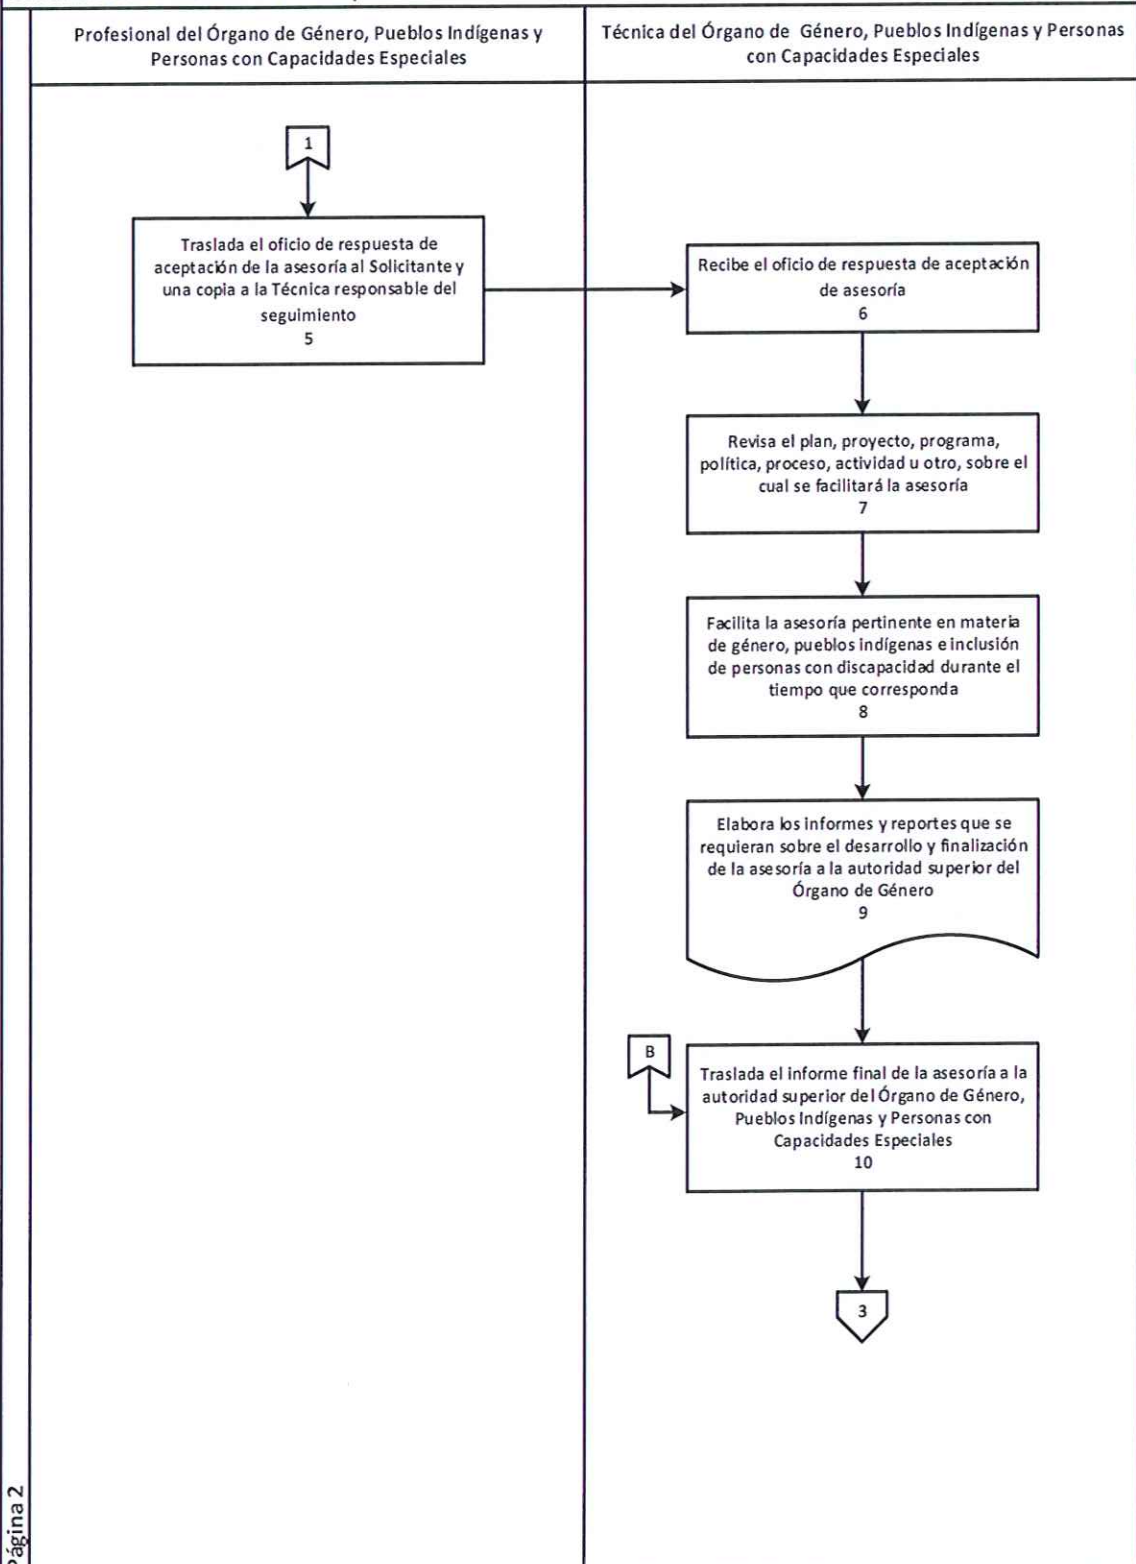 Profesional del Órgano de Género, Pueblos Indígenas y
Personas con Capacidades Especiales
Técnica del Órgano de Género, Pueblos Indígenas y Personas
con Capacidades Especiales
1
Traslada el oficio de respuesta de
aceptación de la asesoría al Solicitante y
una copia a la Técnica responsable del
seguimiento
5
Recibe el oficio de respuesta de aceptación
de asesoría
6
Revisa el plan, proyecto, programa,
política, proceso, actividad u otro, sobre el
cual se facilitará la asesoría
7
Facilita la asesoría pertinente en materia
de género, pueblos indígenas e inclusión
de personas con discapacidad durante el
tiempo que corresponda
8
Elabora los informes y reportes que se
requieran sobre el desarrollo y finalización
de la asesoría a la autoridad superior del
Órgano de Género
9
B
Traslada el informe final de la asesoría a la
autoridad superior del Órgano de Género,
Pueblos Indígenas y Personas con
Capacidades Especiales
10
3
Página 2